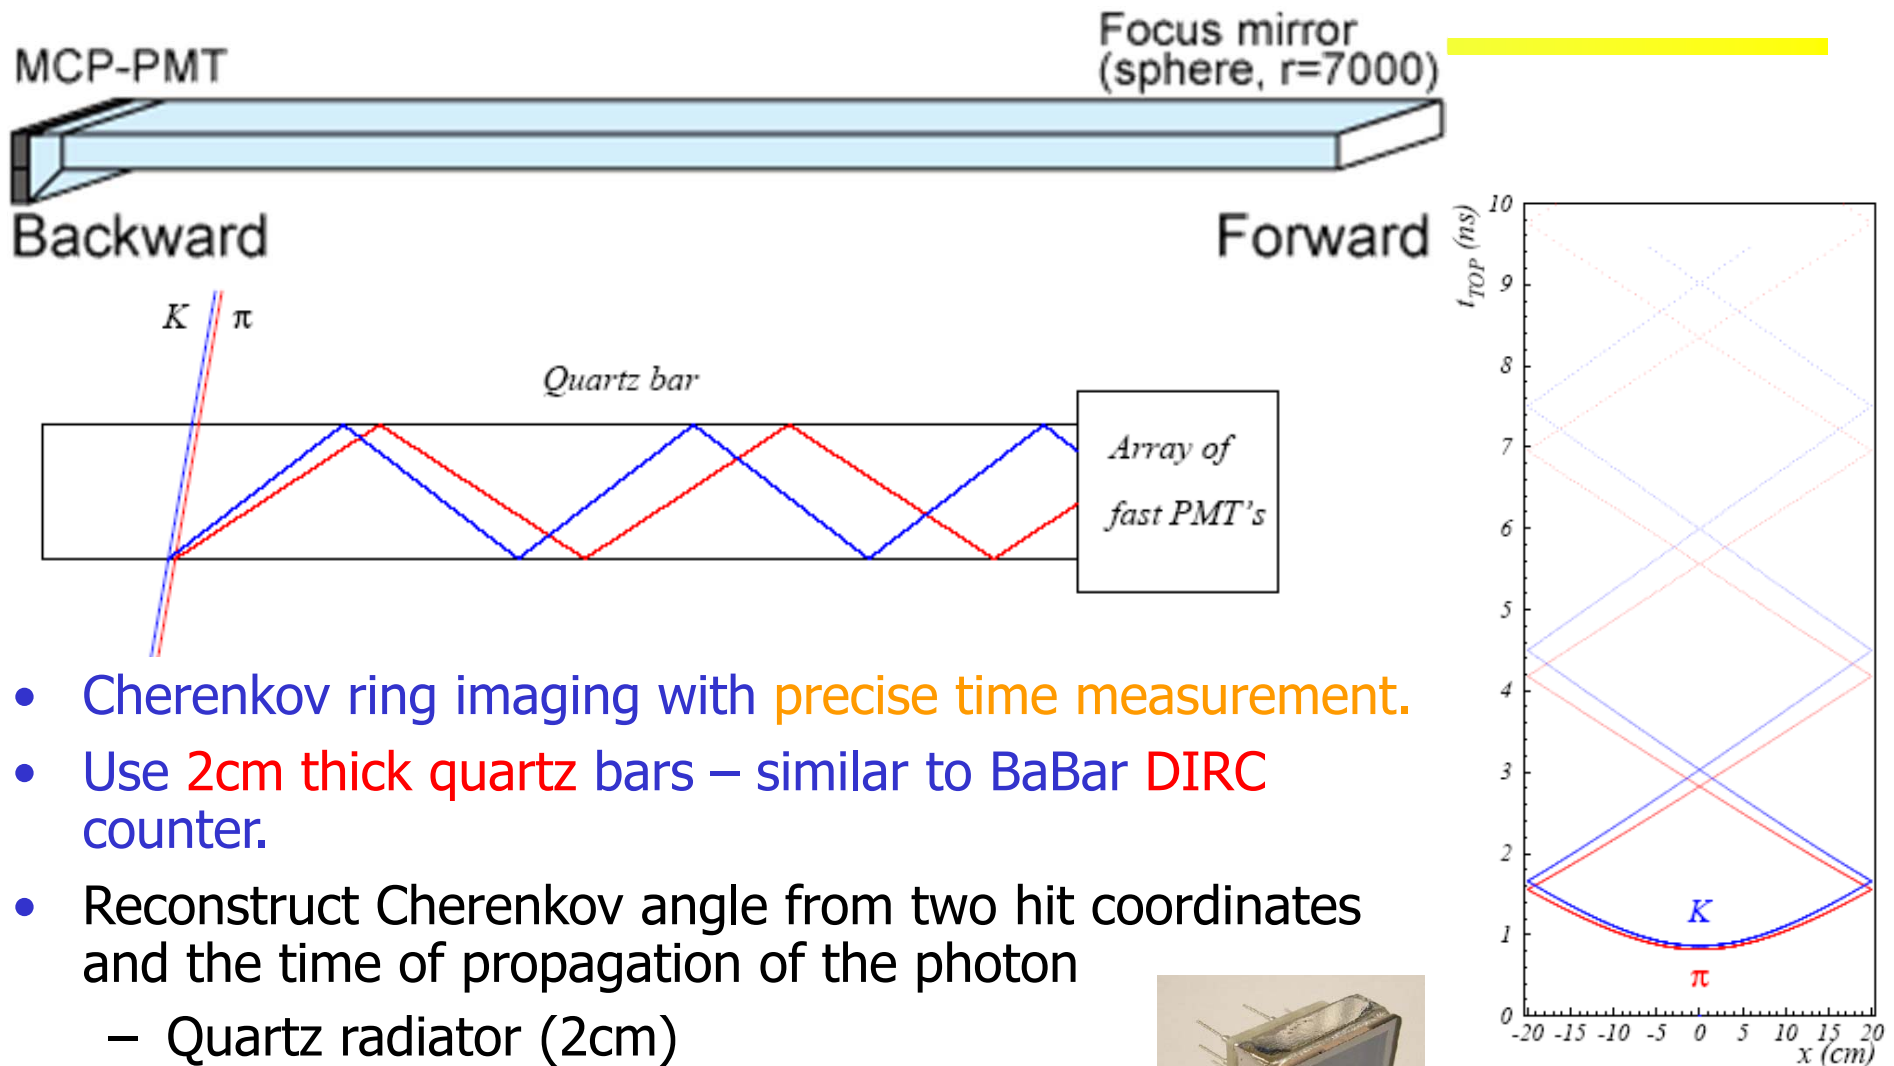 MCP-PMT
Focus mirror
(sphere, r=7000)
Backward
Forward
K π
Quartz bar
Array of
fast PMT's
• Cherenkov ring imaging with precise time measurement.
• Use 2cm thick quartz bars – similar to BaBar DIRC
counter.
• Reconstruct Cherenkov angle from two hit coordinates
and the time of propagation of the photon
– Quartz radiator (2cm)
t_TOP (ns)
10
9
8
7
6
5
4
3
2
1
0
K
π
-20 -15 -10 -5 0 5 10 15 20
x (cm)